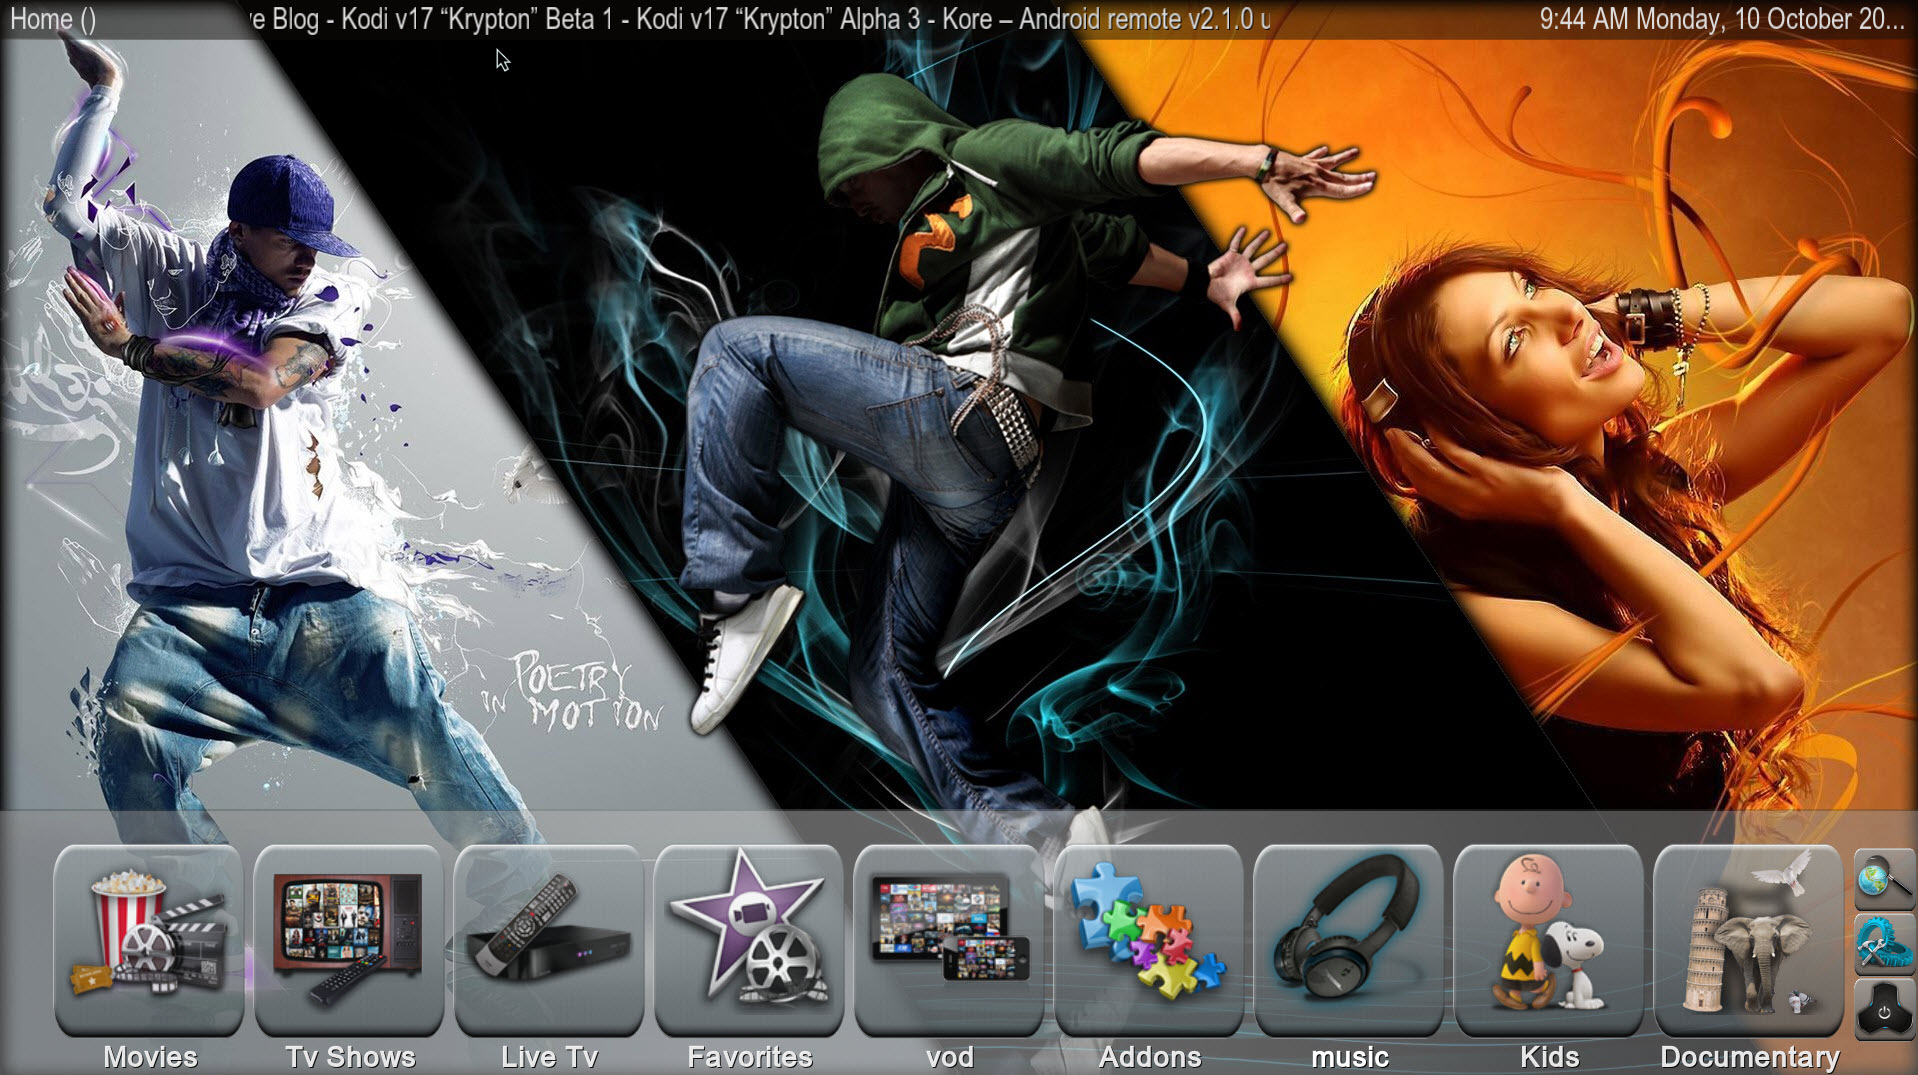 Home ()
e Blog - Kodi v17 “Krypton” Beta 1 - Kodi v17 “Krypton” Alpha 3 - Kore – Android remote v2.1.0 u
9:44 AM Monday, 10 October 20...
POETRY
IN MOTION
Movies
Tv Shows
Live Tv
Favorites
vod
Addons
music
Kids
Documentary